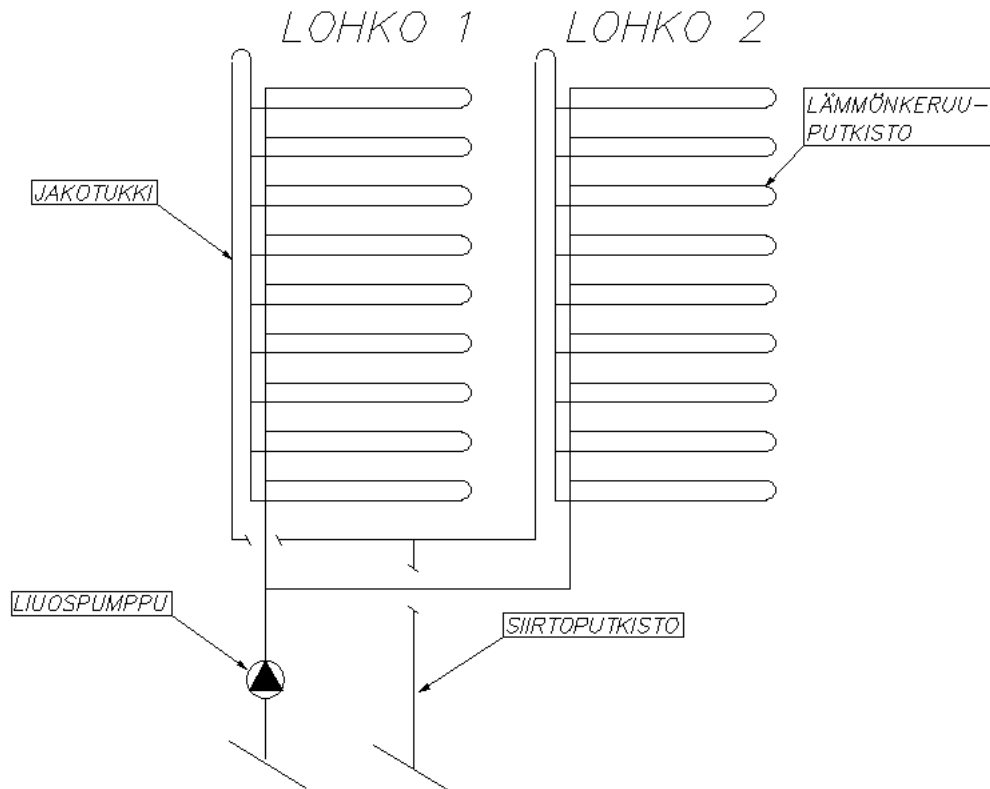 LOHKO 1
LOHKO 2
LÄMMÖNKERUU-
PUTKISTO
JAKOTUKKI
LIUOSPUMPPU
SIIRTOPUTKISTO